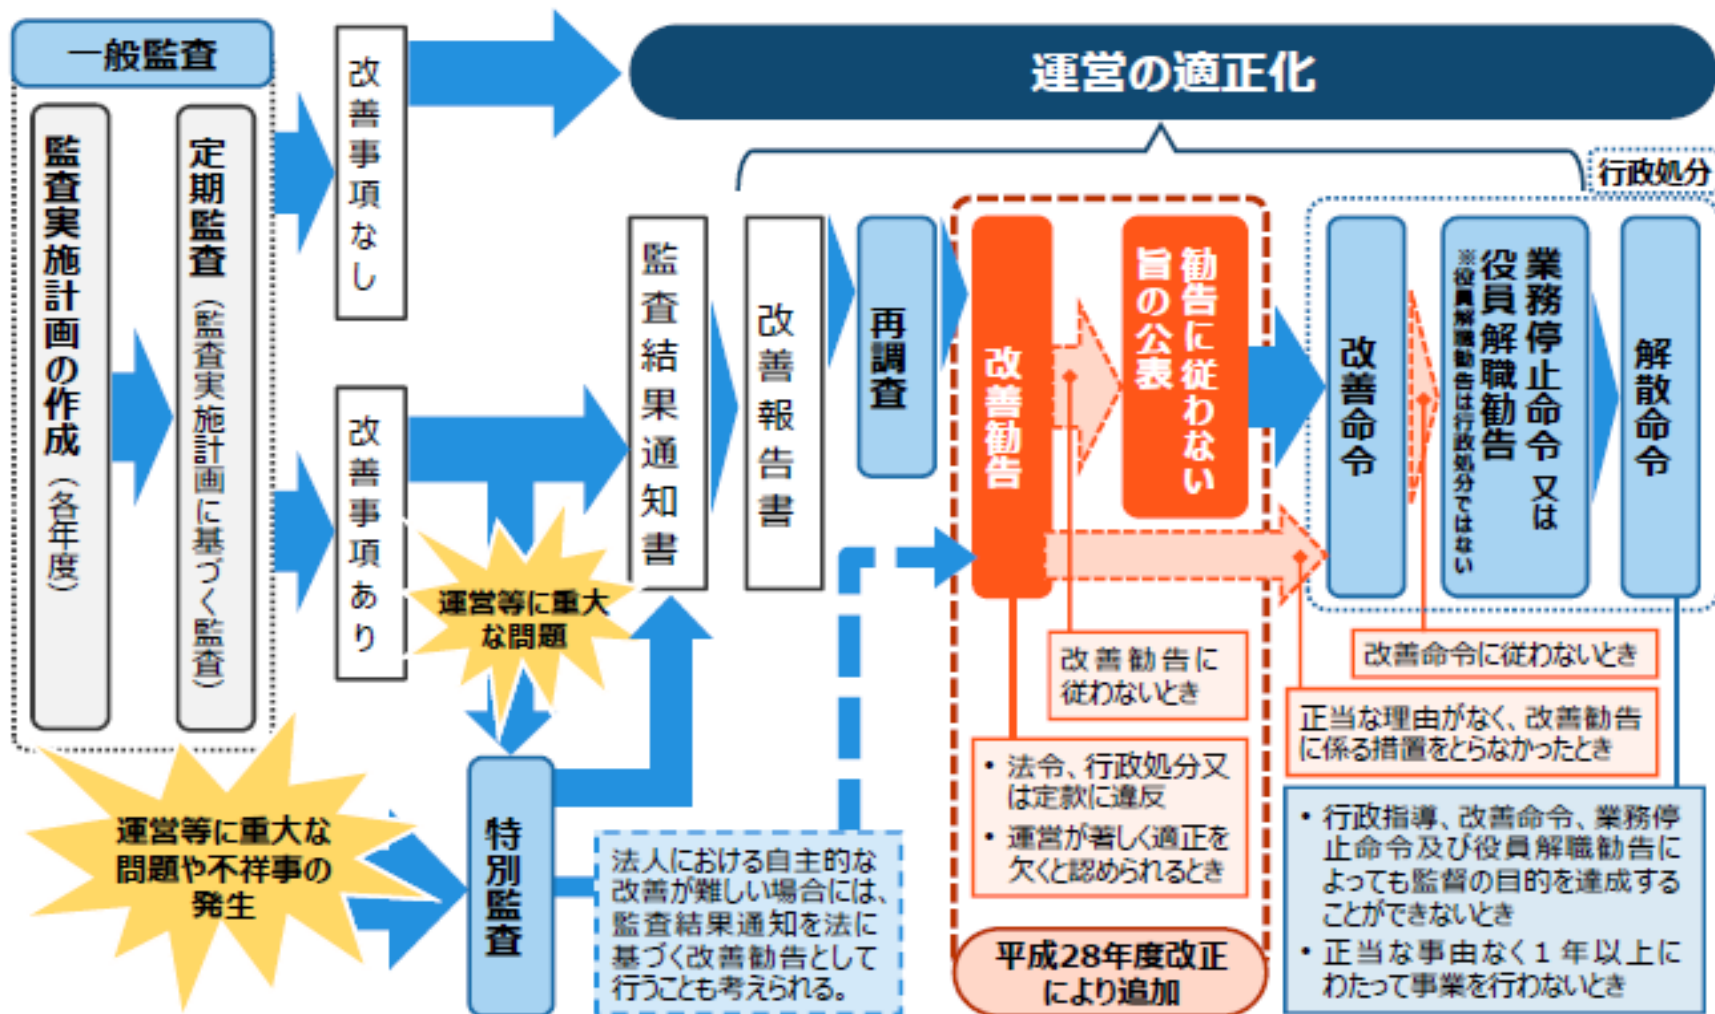 一般監査
監査実施計画の作成（各年度）
定期監査（監査実施計画に基づく監査）
改善事項なし
改善事項あり
運営の適正化
行政処分
監査結果通知書
改善報告書
再調査
改善勧告
勧告に従わない
旨の公表
改善命令
業務停止命令 又は
役員解職勧告
※役員解職勧告は行政処分ではない
解散命令
運営等に重大
な問題
運営等に重大な
問題や不祥事の
発生
特別監査
法人における自主的な
改善が難しい場合には、
監査結果通知を法に
基づく改善勧告として
行うことも考えられる。
改善勧告に
従わないとき
改善命令に従わないとき
正当な理由がなく、改善勧告
に係る措置をとらなかったとき
• 法令、行政処分又
は定款に違反
• 運営が著しく適正を
欠くと認められるとき
平成28年度改正
により追加
• 行政指導、改善命令、業務停
止命令及び役員解職勧告に
よっても監督の目的を達成する
ことができないとき
• 正当な事由なく1年以上に
わたって事業を行わないとき